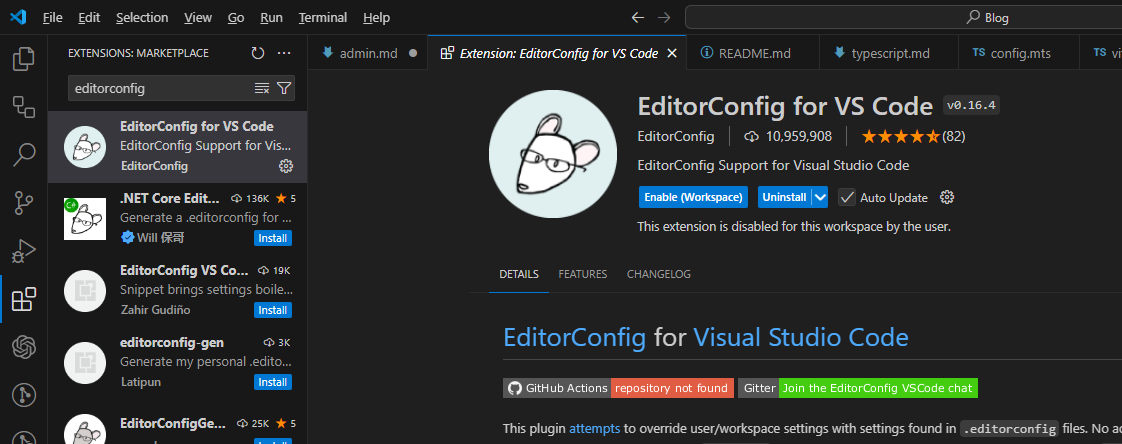 File Edit Selection View Go Run Terminal Help
Blog
EXTENSIONS: MARKETPLACE
editorconfig
EditorConfig for VS Code
EditorConfig Support for Vis...
EditorConfig
.NET Core Edit... 136K 5
Generate a .editorconfig for ...
Will 保哥 Install
EditorConfig VS Co... 19K
Snippet brings settings boile...
Zahir Gudiño Install
editorconfig-gen 3K
Generate my personal .edito...
Latipun Install
EditorConfigGe... 25K 5
admin.md Extension: EditorConfig for VS Code README.md typescript.md TS config.mts TS
EditorConfig for VS Code v0.16.4
EditorConfig 10,959,908 (82)
EditorConfig Support for Visual Studio Code
Enable (Workspace) Uninstall Auto Update
This extension is disabled for this workspace by the user.
DETAILS FEATURES CHANGELOG
EditorConfig for Visual Studio Code
GitHub Actions repository not found Gitter Join the EditorConfig VSCode chat
This plugin attempts to override user/workspace settings with settings found in .editorconfig files. No